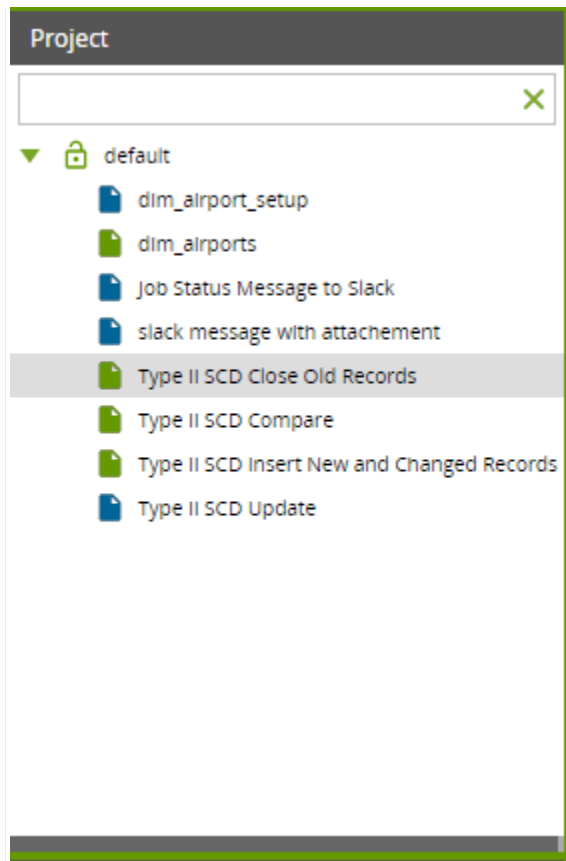 Project
default
dim_airport_setup
dim_airports
Job Status Message to Slack
slack message with attachement
Type II SCD Close Old Records
Type II SCD Compare
Type II SCD Insert New and Changed Records
Type II SCD Update